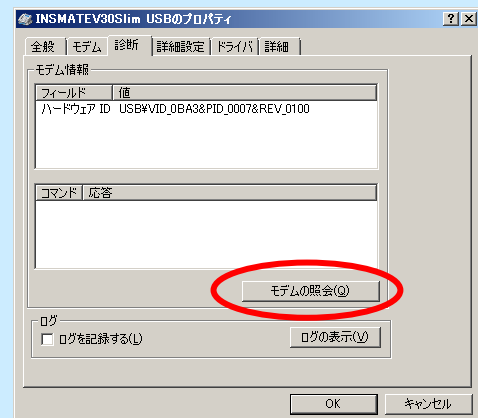 INSMATEV30Slim USBのプロパティ
全般 モデム 診断 詳細設定 ドライバ 詳細
モデム情報
フィールド 値
ハードウェア ID USB¥VID_0BA3&PID_0007&REV_0100
コマンド 応答
モデムの照会(Q)
ログ
ログを記録する(L) ログの表示(V)
OK キャンセル